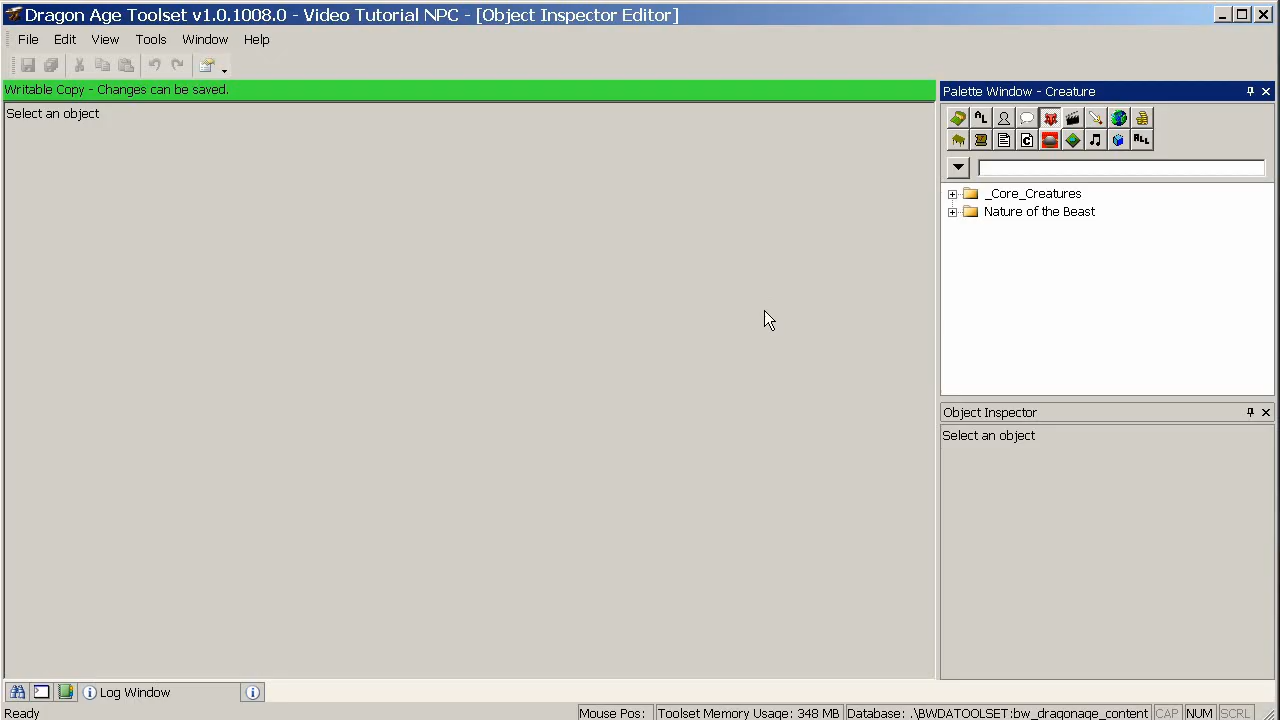 Dragon Age Toolset v1.0.1008.0 - Video Tutorial NPC - [Object Inspector Editor]
File Edit View Tools Window Help
Writable Copy - Changes can be saved.
Select an object
Palette Window - Creature
AL
C
ALL
_Core_Creatures
Nature of the Beast
Object Inspector
Select an object
Log Window
Ready
Mouse Pos:
Toolset Memory Usage: 348 MB
Database: .\BWDATOOLSET:bw_dragonage_content
CAP
NUM
SCRL